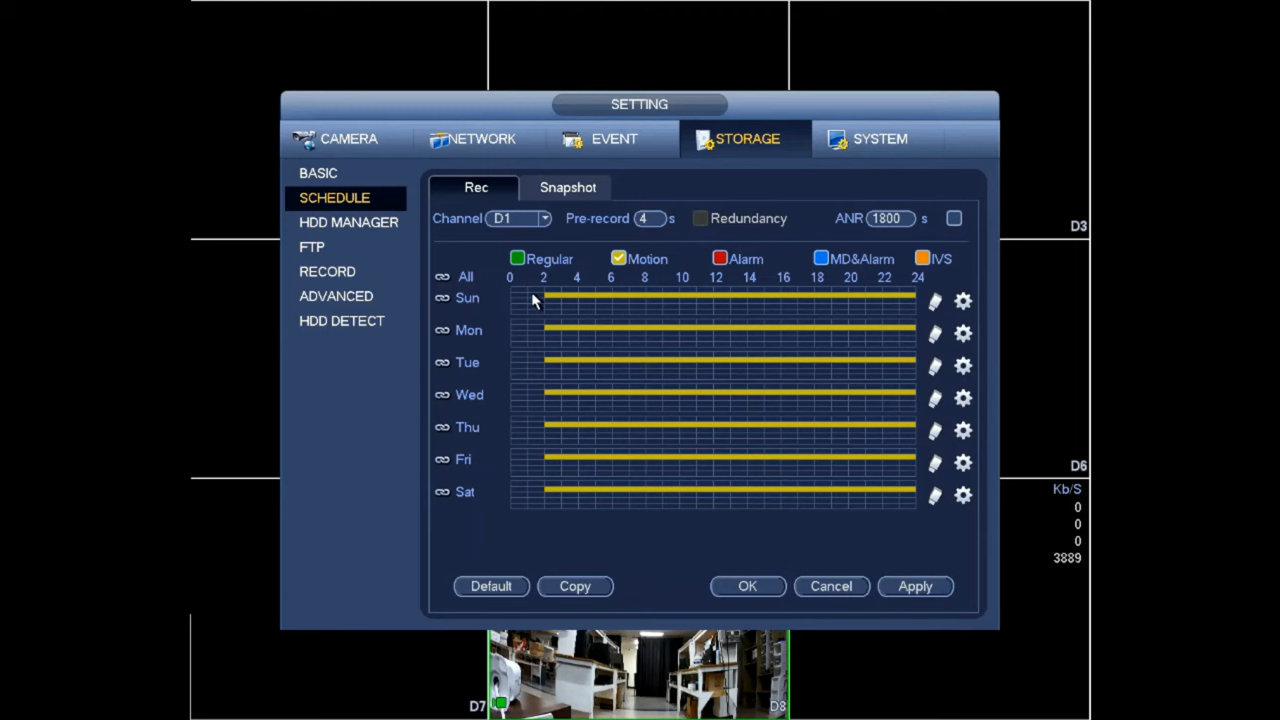 SETTING
CAMERA NETWORK EVENT STORAGE SYSTEM
BASIC
SCHEDULE
HDD MANAGER
FTP
RECORD
ADVANCED
HDD DETECT
Rec Snapshot
Channel D1 Pre-record 4 s Redundancy ANR 1800 s
Regular Motion Alarm MD&Alarm IVS
All 0 2 4 6 8 10 12 14 16 18 20 22 24
Sun
Mon
Tue
Wed
Thu
Fri
Sat
Default Copy OK Cancel Apply
D3
D6
Kb/S
0
0
0
3889
D7
D8